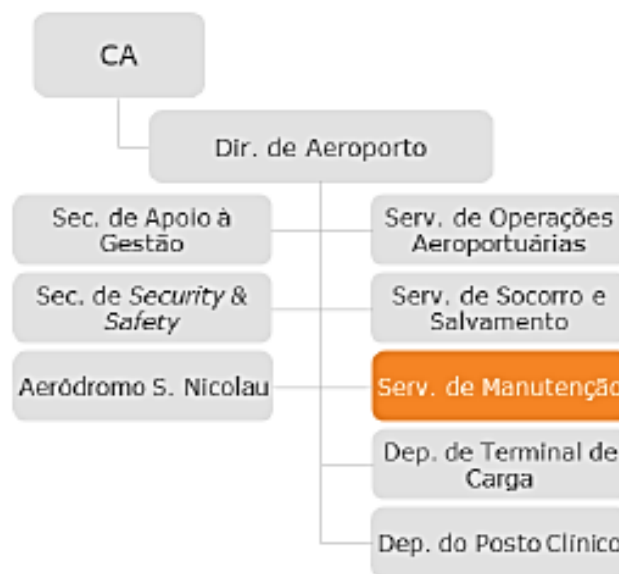 CA
Dir. de Aeroporto
Sec. de Apoio à
Gestão
Serv. de Operações
Aeroportuárias
Sec. de Security &
Safety
Serv. de Socorro e
Salvamento
Aeródromo S. Nicolau
Serv. de Manutenção
Dep. de Terminal de
Carga
Dep. do Posto Clínico